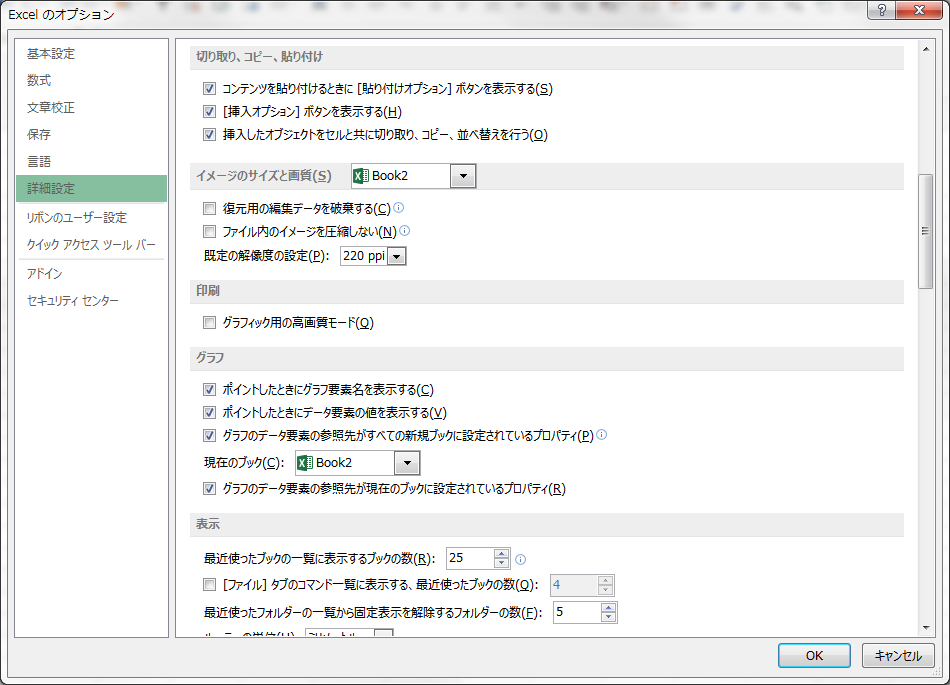 Excel のオプション
基本設定
数式
文章校正
保存
言語
詳細設定
リボンのユーザー設定
クイック アクセス ツール バー
アドイン
セキュリティ センター
切り取り、コピー、貼り付け
コンテンツを貼り付けるときに [貼り付けオプション] ボタンを表示する(S)
[挿入オプション] ボタンを表示する(H)
挿入したオブジェクトをセルと共に切り取り、コピー、並べ替えを行う(O)
イメージのサイズと画質(S) Book2
復元用の編集データを破棄する(C)
ファイル内のイメージを圧縮しない(N)
既定の解像度の設定(P): 220 ppi
印刷
グラフィック用の高画質モード(Q)
グラフ
ポイントしたときにグラフ要素名を表示する(C)
ポイントしたときにデータ要素の値を表示する(V)
グラフのデータ要素の参照先がすべての新規ブックに設定されているプロパティ(P)
現在のブック(C): Book2
グラフのデータ要素の参照先が現在のブックに設定されているプロパティ(R)
表示
最近使ったブックの一覧に表示するブックの数(R): 25
[ファイル] タブのコマンド一覧に表示する、最近使ったブックの数(Q): 4
最近使ったフォルダーの一覧から固定表示を解除するフォルダーの数(F): 5
OK
キャンセル